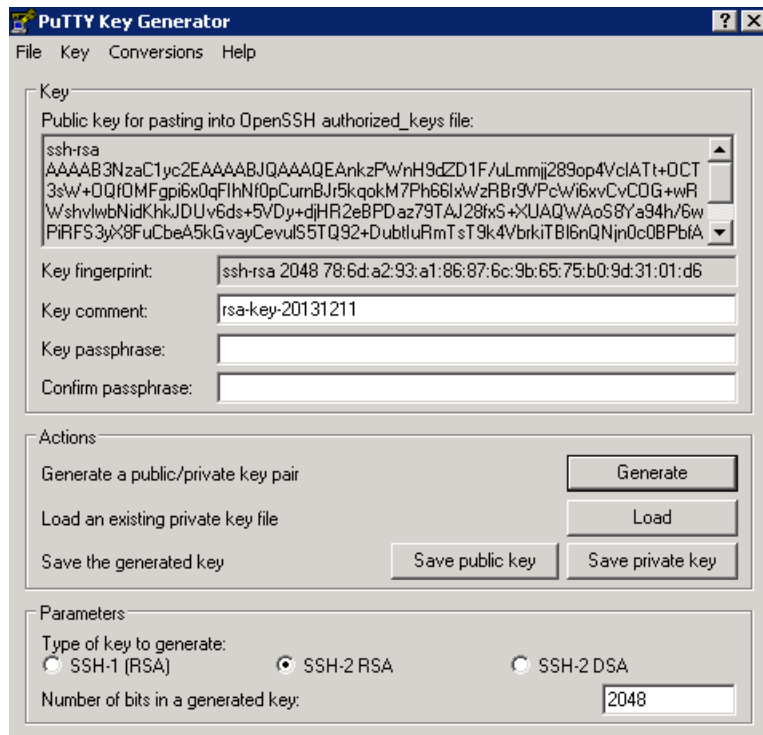 PuTTY Key Generator
File Key Conversions Help
Key
Public key for pasting into OpenSSH authorized_keys file:
ssh-rsa
AAAAB3NzaC1yc2EAAAABJQAAAQEAnkzPWnH9dZD1F/uLmmjj289op4VclATt+OCT
3sW+OQfOMFgpi6x0qFlhNf0pCurnBJr5kqokM7Ph66IxWzRBr9VPcWi6xvCvCOG+wR
WshvlwbNidKhkJDUv6ds+5VDy+djHR2eBPDaz79TAJ28fxS+XUAQWAoS8Ya94h/6w
PiRFS3yX8FuCbeA5kGvayCevulS5TQ92+DubtluRmTsT9k4VbrkiTBl6nQNjn0c0BPbfA
Key fingerprint: ssh-rsa 2048 78:6d:a2:93:a1:86:87:6c:9b:65:75:b0:9d:31:01:d6
Key comment: rsa-key-20131211
Key passphrase:
Confirm passphrase:
Actions
Generate a public/private key pair Generate
Load an existing private key file Load
Save the generated key Save public key Save private key
Parameters
Type of key to generate:
SSH-1 (RSA) SSH-2 RSA SSH-2 DSA
Number of bits in a generated key: 2048